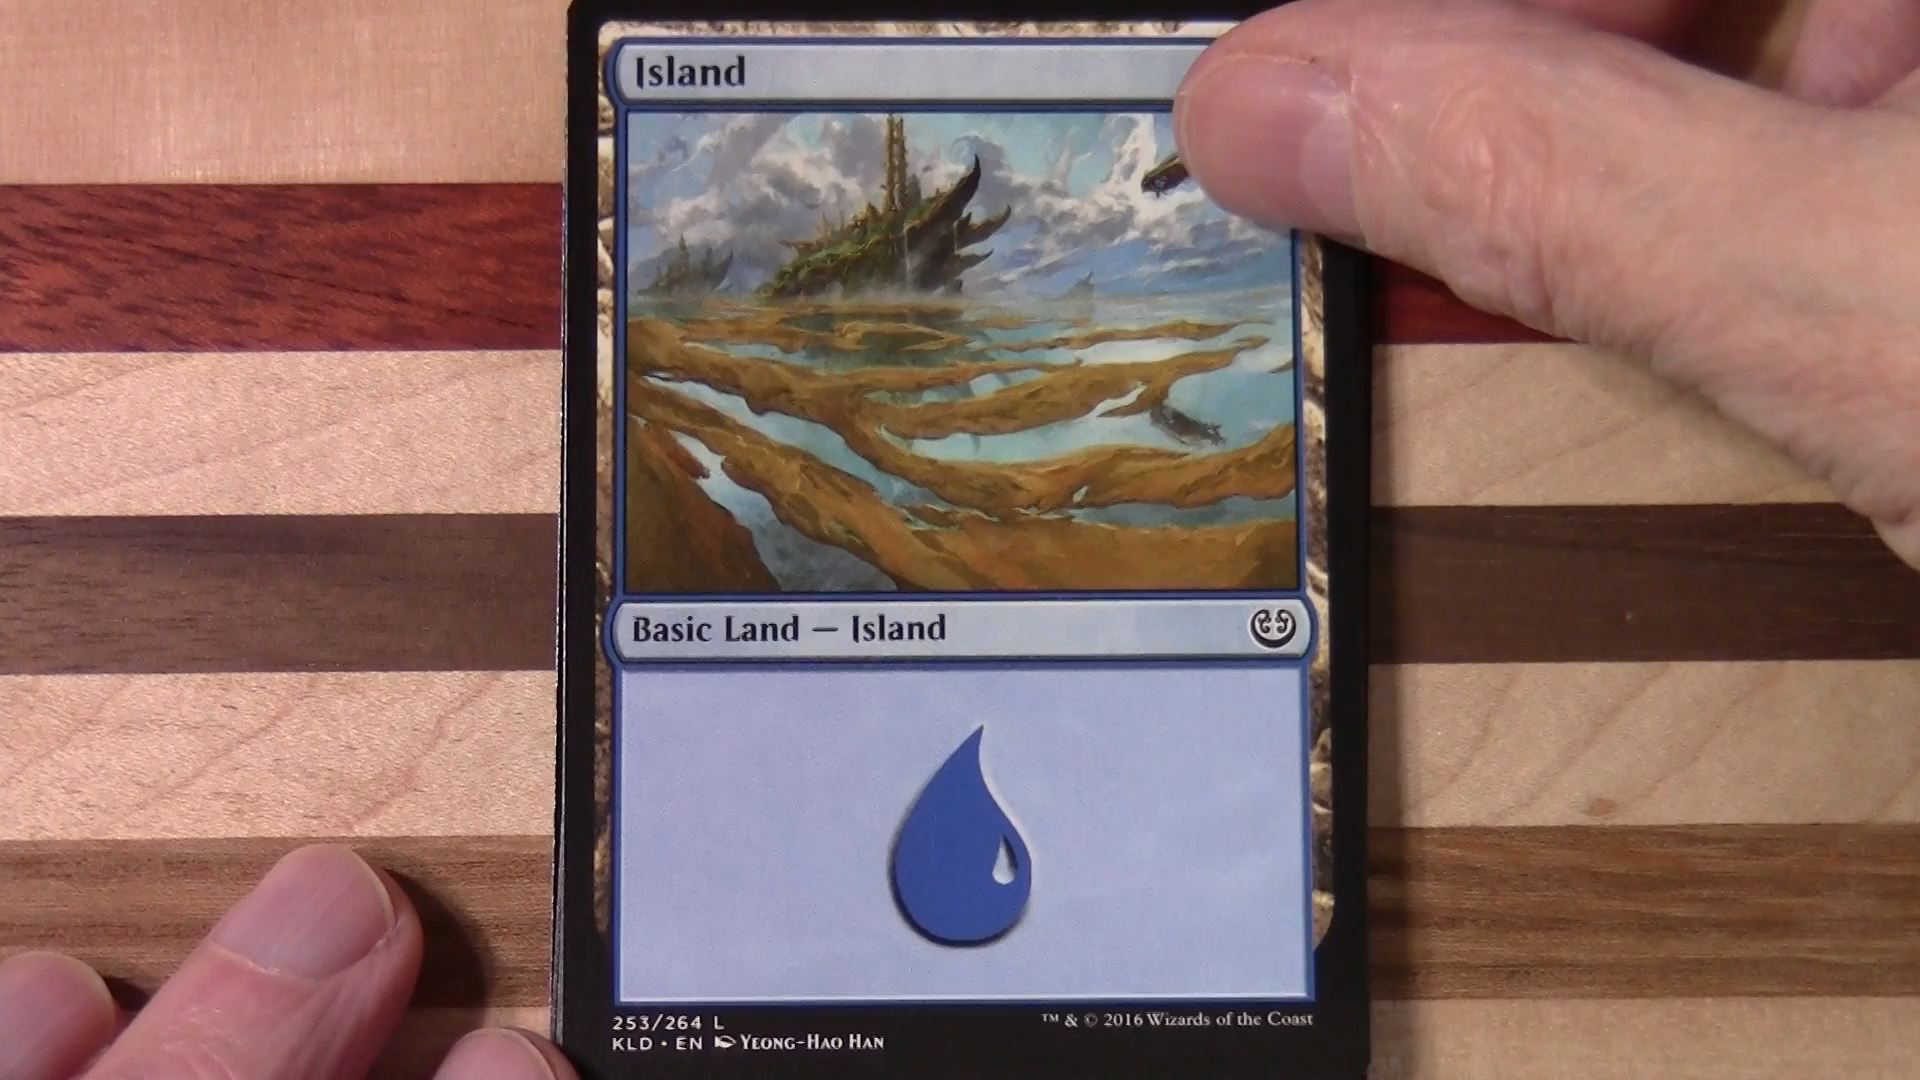 Island
Basic Land — Island
253/264 L
KLD • EN Yeong-Hao Han
™ & © 2016 Wizards of the Coast